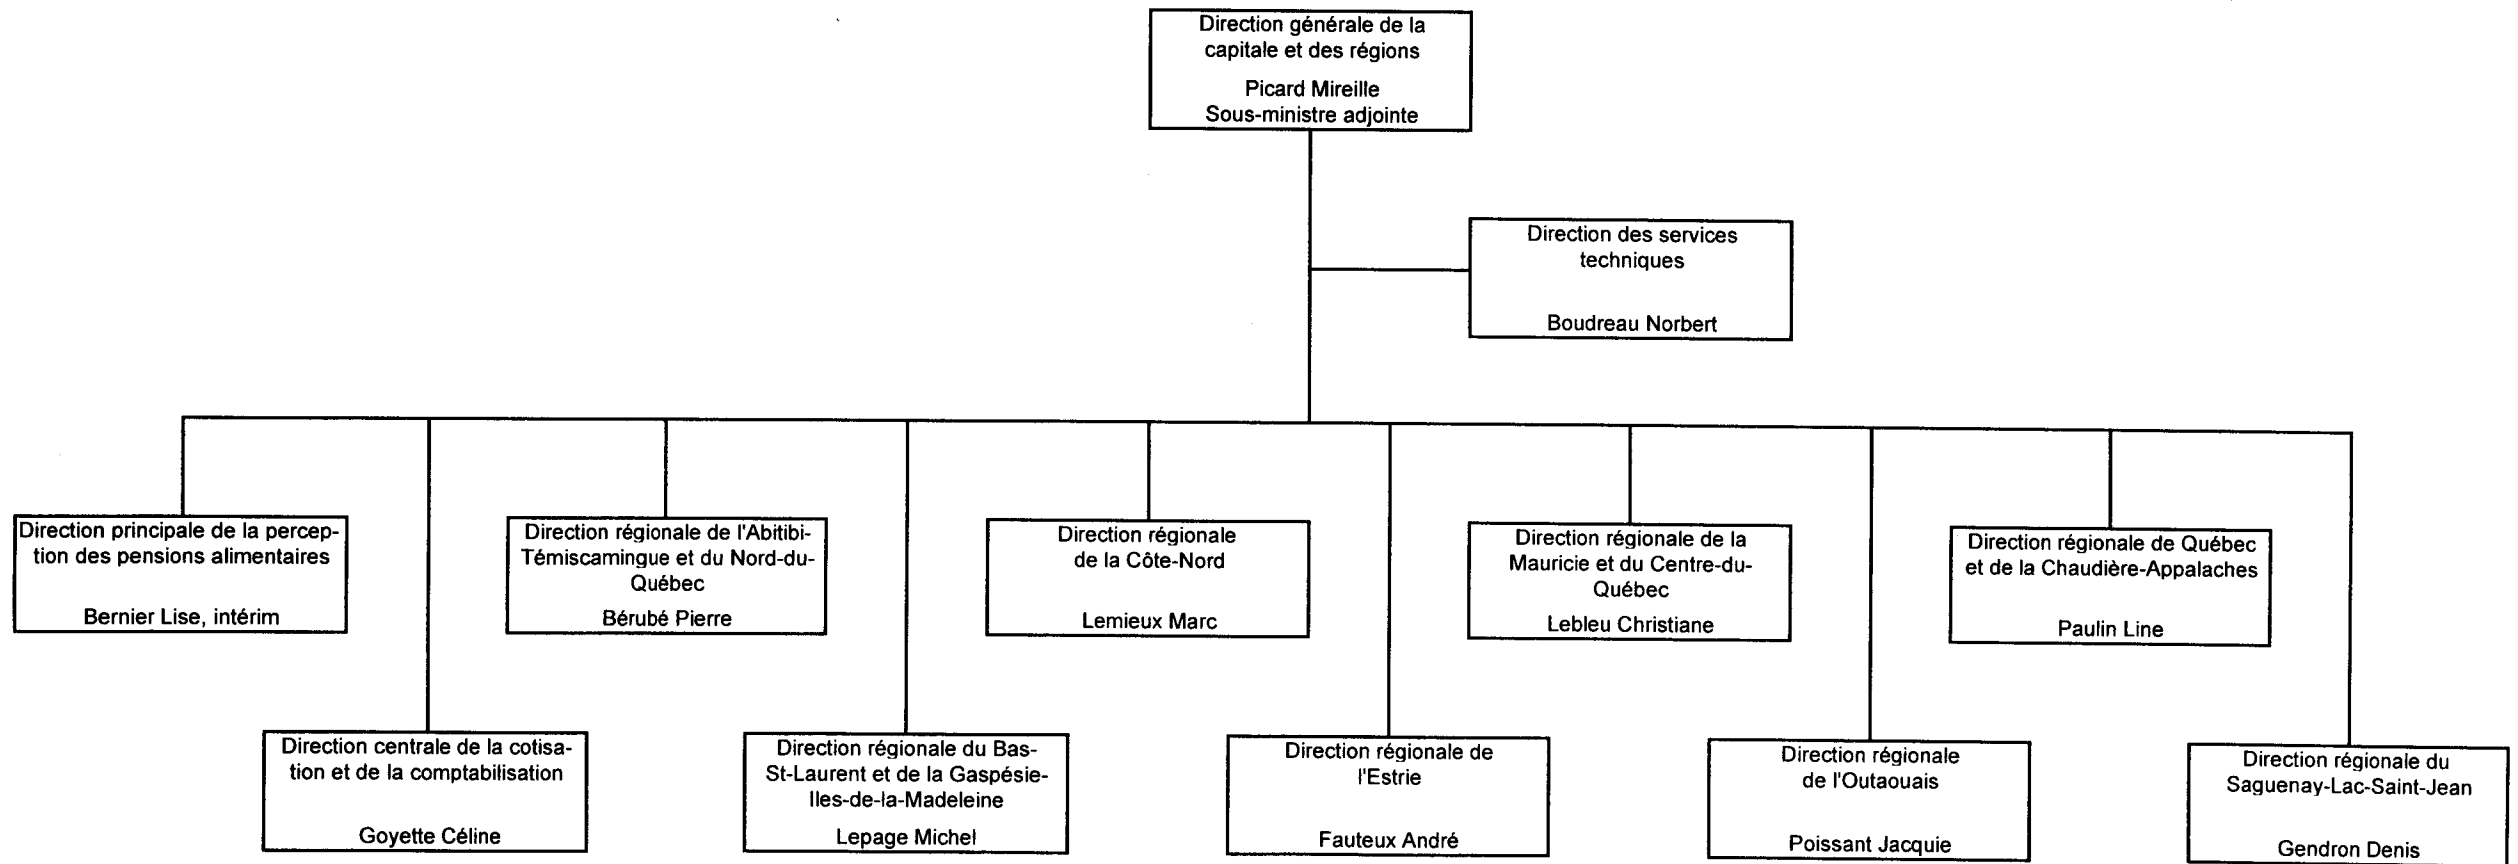 Direction générale de la
capitale et des régions
Picard Mireille
Sous-ministre adjointe
Direction des services
techniques
Boudreau Norbert
Direction principale de la percep-
tion des pensions alimentaires
Bernier Lise, intérim
Direction régionale de l'Abitibi-
Témiscamingue et du Nord-du-
Québec
Bérubé Pierre
Direction régionale
de la Côte-Nord
Lemieux Marc
Direction régionale de la
Mauricie et du Centre-du-
Québec
Lebleu Christiane
Direction régionale de Québec
et de la Chaudière-Appalaches
Paulin Line
Direction centrale de la cotisa-
tion et de la comptabilisation
Goyette Céline
Direction régionale du Bas-
St-Laurent et de la Gaspésie-
Iles-de-la-Madeleine
Lepage Michel
Direction régionale de
l'Estrie
Fauteux André
Direction régionale
de l'Outaouais
Poissant Jacquie
Direction régionale du
Saguenay-Lac-Saint-Jean
Gendron Denis